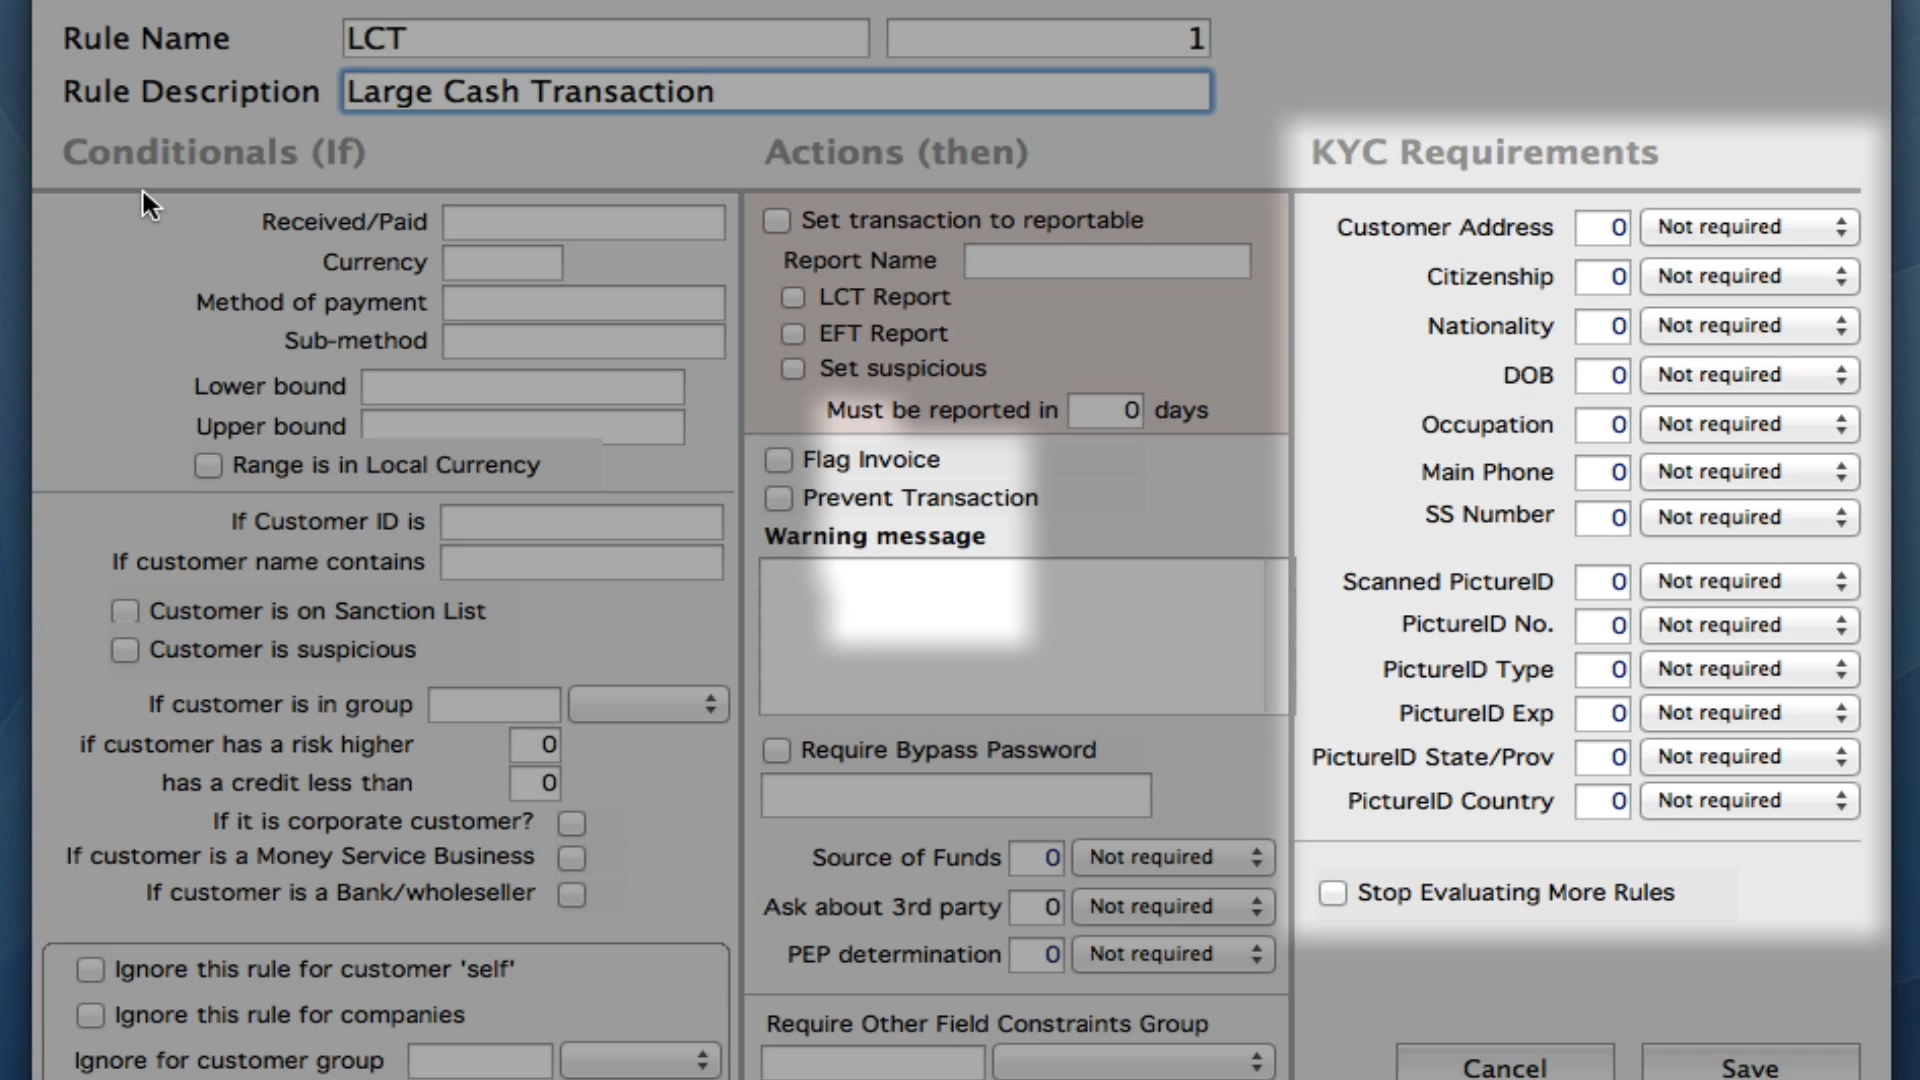 Rule Name LCT 1
Rule Description Large Cash Transaction
Conditionals (If)
Received/Paid
Currency
Method of payment
Sub-method
Lower bound
Upper bound
Range is in Local Currency
If Customer ID is
If customer name contains
Customer is on Sanction List
Customer is suspicious
If customer is in group
if customer has a risk higher 0
has a credit less than 0
If it is corporate customer?
If customer is a Money Service Business
If customer is a Bank/wholeseller
Ignore this rule for customer 'self'
Ignore this rule for companies
Ignore for customer group
Actions (then)
Set transaction to reportable
Report Name
LCT Report
EFT Report
Set suspicious
Must be reported in 0 days
Flag Invoice
Prevent Transaction
Warning message
Require Bypass Password
Source of Funds 0 Not required
Ask about 3rd party 0 Not required
PEP determination 0 Not required
Require Other Field Constraints Group
KYC Requirements
Customer Address 0 Not required
Citizenship 0 Not required
Nationality 0 Not required
DOB 0 Not required
Occupation 0 Not required
Main Phone 0 Not required
SS Number 0 Not required
Scanned PictureID 0 Not required
PictureID No. 0 Not required
PictureID Type 0 Not required
PictureID Exp 0 Not required
PictureID State/Prov 0 Not required
PictureID Country 0 Not required
Stop Evaluating More Rules
Cancel Save